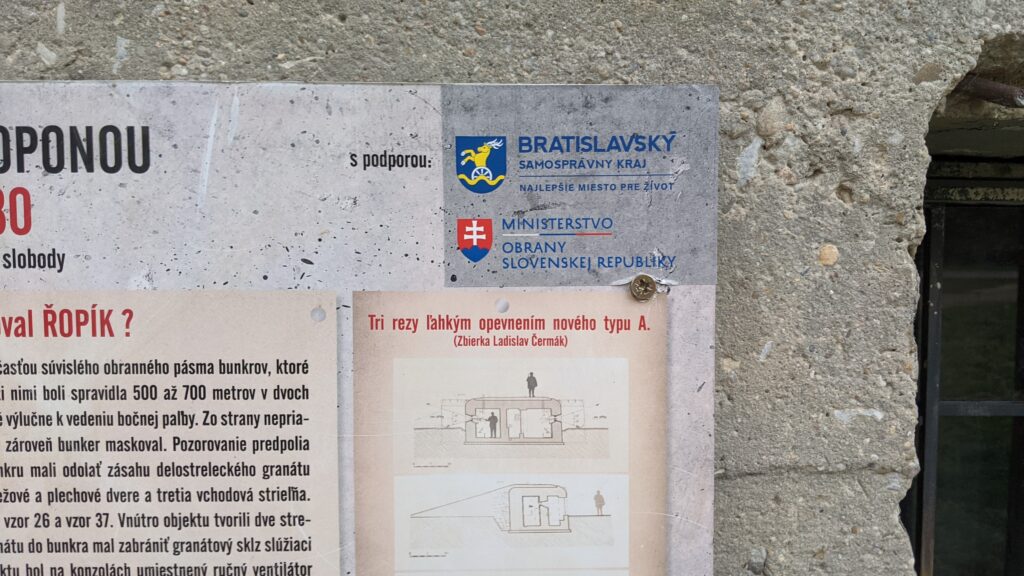 OPONOU
30
slobody
s podporou:
BRATISLAVSKÝ
SAMOSPRÁVNY KRAJ
NAJLEPŠIE MIESTO PRE ŽIVOT
MINISTERSTVO
OBRANY
SLOVENSKEJ REPUBLIKY
oval ŘOPÍK ?
časťou súvislého obranného pásma bunkrov, ktoré
nimi boli spravidla 500 až 700 metrov v dvoch
výlučne k vedeniu bočnej paľby. Zo strany nepria-
zároveň bunker maskoval. Pozorovanie predpolia
nkru mali odolať zásahu delostreleckého granátu
ežové a plechové dvere a tretia vchodová strieľňa.
vzor 26 a vzor 37. Vnútro objektu tvorili dve stre-
nátu do bunkra mal zabrániť granátový sklz slúžiaci
ktu bol na konzolách umiestnený ručný ventilátor
Tri rezy ľahkým opevnením nového typu A.
(Zbierka Ladislav Čermák)